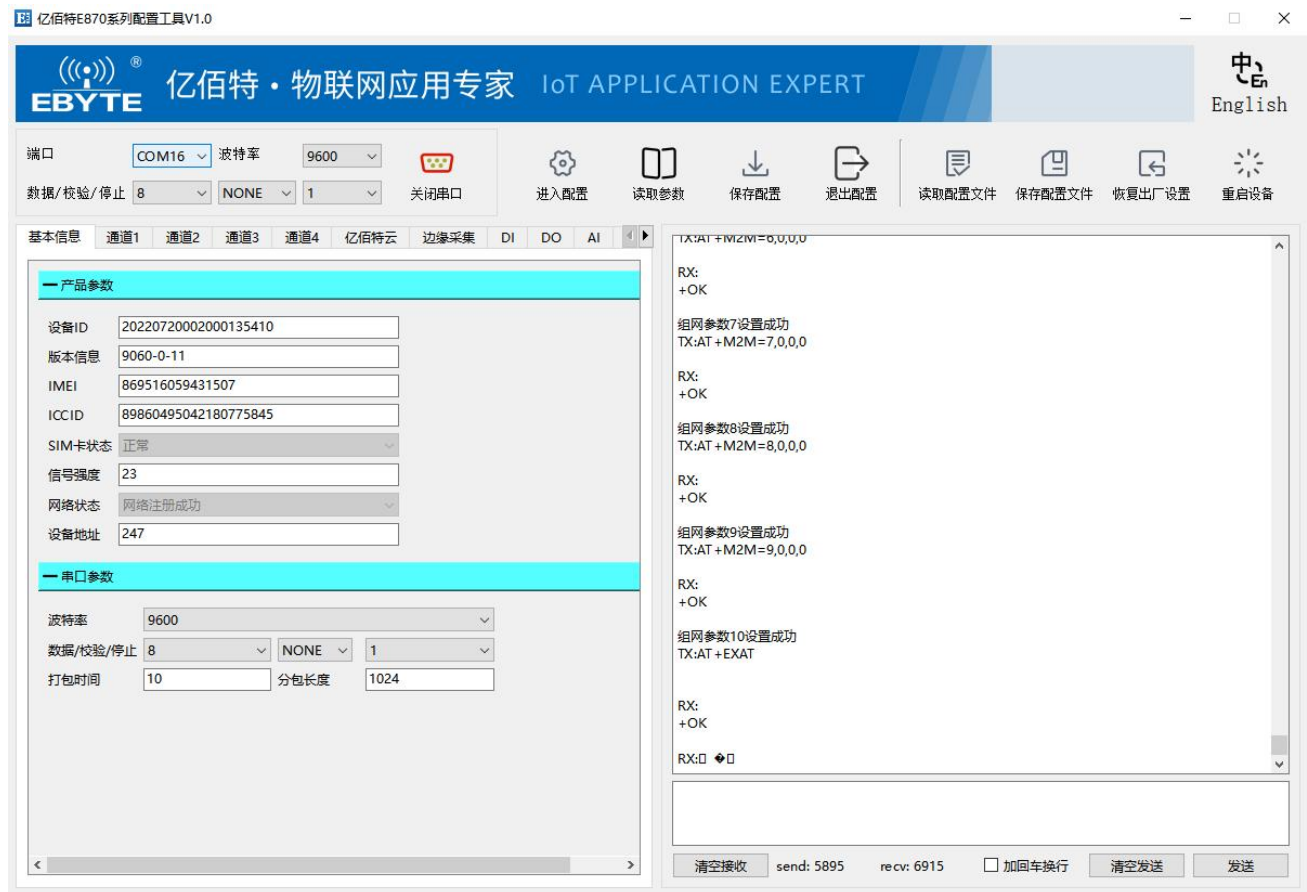 亿佰特E870系列配置工具V1.0
EBYTE ® 亿佰特·物联网应用专家 IoT APPLICATION EXPERT
中 En
English
端口 COM16 波特率 9600
数据/校验/停止 8 NONE 1
关闭串口 进入配置 读取参数 保存配置 退出配置 读取配置文件 保存配置文件 恢复出厂设置 重启设备
基本信息 通道1 通道2 通道3 通道4 亿佰特云 边缘采集 DI DO AI
产品参数
设备ID 20220720002000135410
版本信息 9060-0-11
IMEI 869516059431507
ICCID 89860495042180775845
SIM卡状态 正常
信号强度 23
网络状态 网络注册成功
设备地址 247
串口参数
波特率 9600
数据/校验/停止 8 NONE 1
打包时间 10 分包长度 1024
TX:AT+M2M=6,0,0,0
RX:
+OK
组网参数7设置成功
TX:AT+M2M=7,0,0,0
RX:
+OK
组网参数8设置成功
TX:AT+M2M=8,0,0,0
RX:
+OK
组网参数9设置成功
TX:AT+M2M=9,0,0,0
RX:
+OK
组网参数10设置成功
TX:AT+EXAT
RX:
+OK
RX:
清空接收 send: 5895 recv: 6915 加回车换行 清空发送 发送